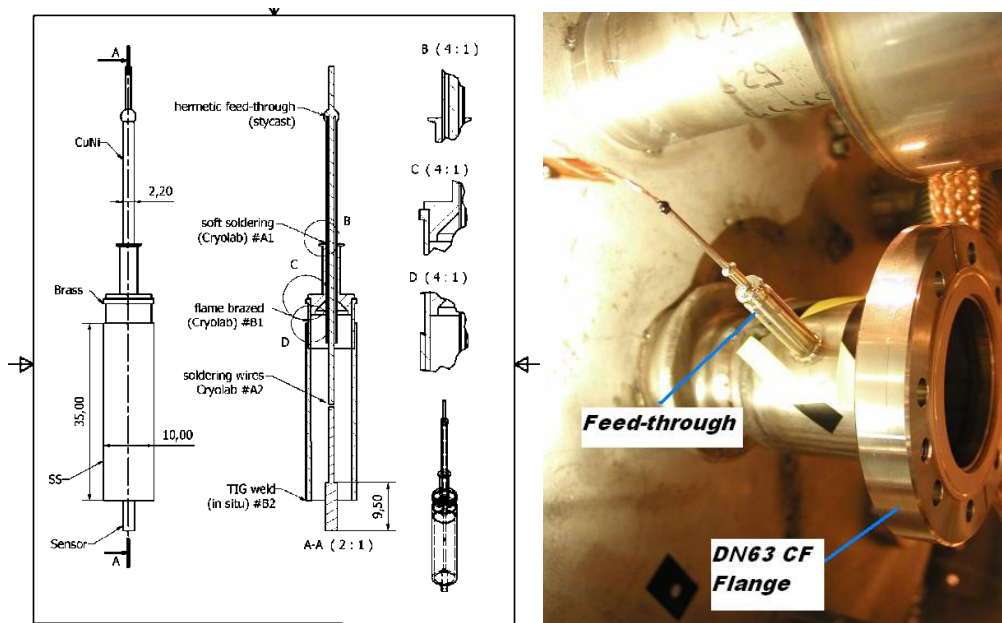 A
B ( 4 : 1 )
hermetic feed-through
(stycast)
CuNi
C ( 4 : 1 )
2,20
B
soft soldering
(Cryolab) #A1
C
D ( 4 : 1 )
Brass
flame brazed
(Cryolab) #B1
D
soldering wires
Cryolab #A2
35,00
10,00
SS
TIG weld
(in situ) #B2
9,50
Sensor
A-A ( 2 : 1 )
A
629
Feed-through
DN63 CF
Flange